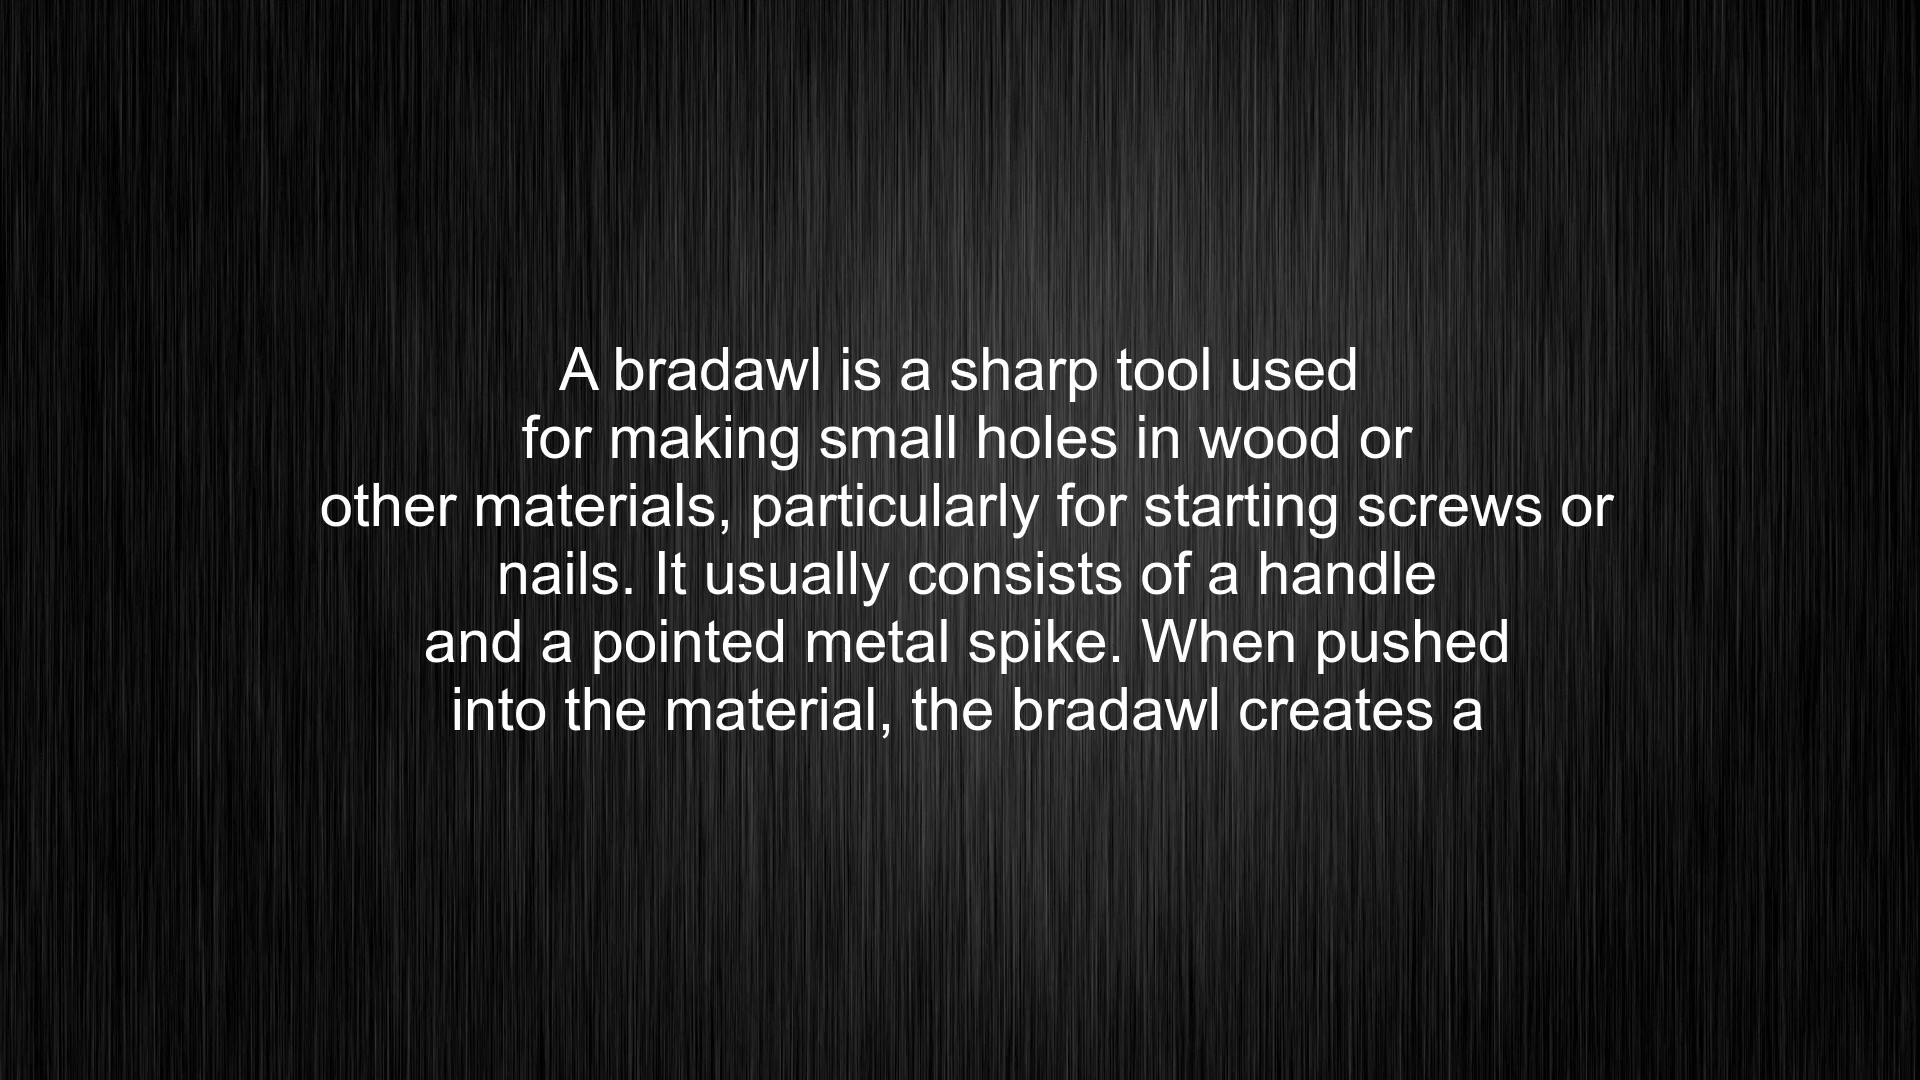 A bradawl is a sharp tool used
for making small holes in wood or
other materials, particularly for starting screws or
nails. It usually consists of a handle
and a pointed metal spike. When pushed
into the material, the bradawl creates a